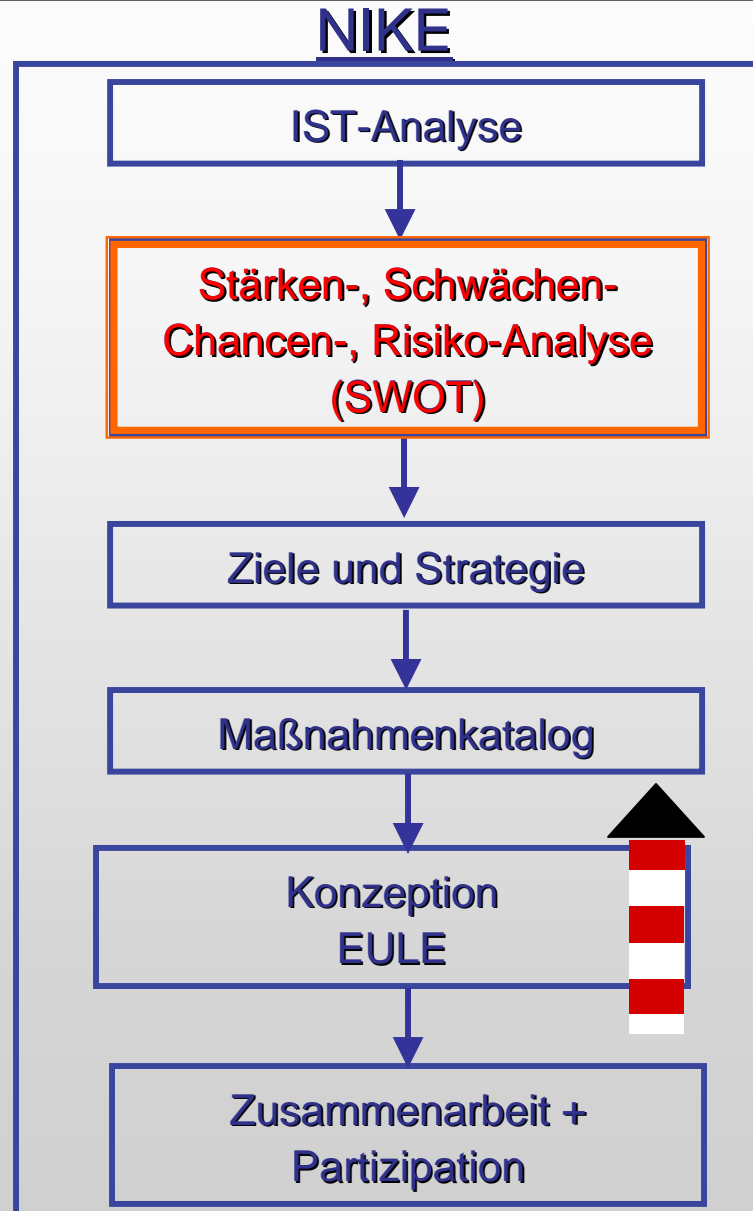 NIKE
IST-Analyse
Stärken-, Schwächen-
Chancen-, Risiko-Analyse
(SWOT)
Ziele und Strategie
Maßnahmenkatalog
Konzeption
EULE
Zusammenarbeit +
Partizipation